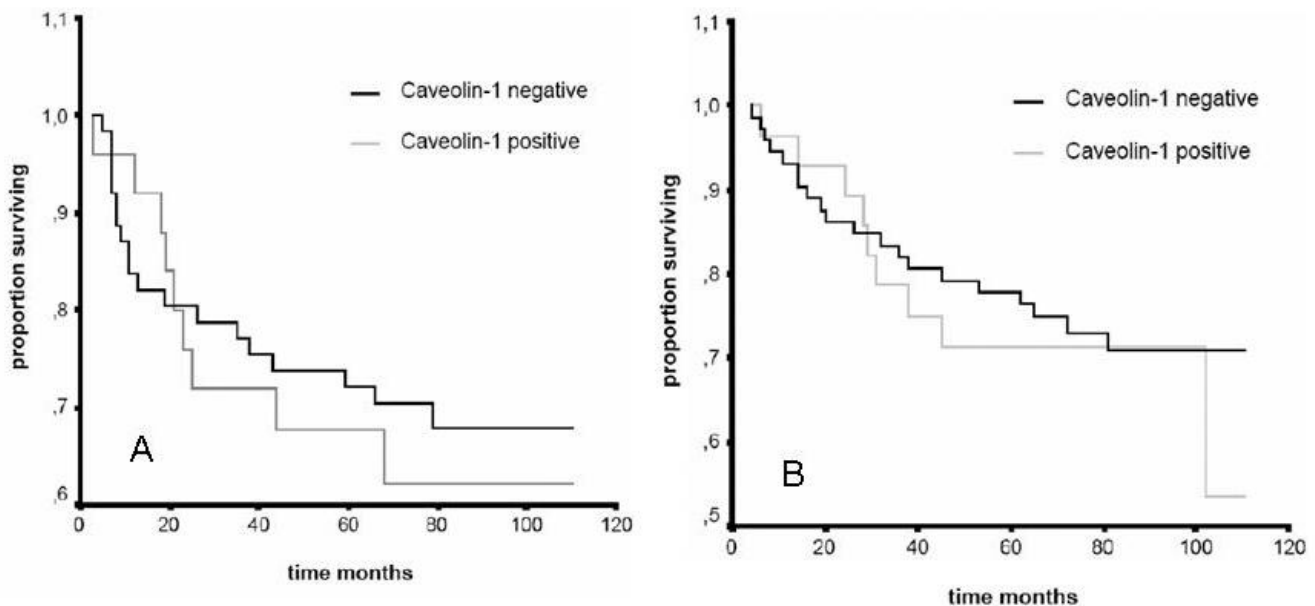 1,1
1,0
,9
,8
,7
,6
0
20
40
60
80
100
120
proportion surviving
time months
Caveolin-1 negative
Caveolin-1 positive
A
1,1
1,0
,9
,8
,7
,6
,5
0
20
40
60
80
100
120
proportion surviving
time months
Caveolin-1 negative
Caveolin-1 positive
B